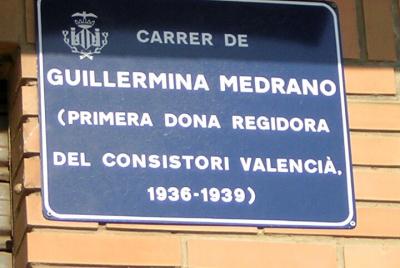 CARRER DE
GUILLERMINA MEDRANO
(PRIMERA DONA REGIDORA
DEL CONSISTORI VALENCIÀ,
1936-1939)